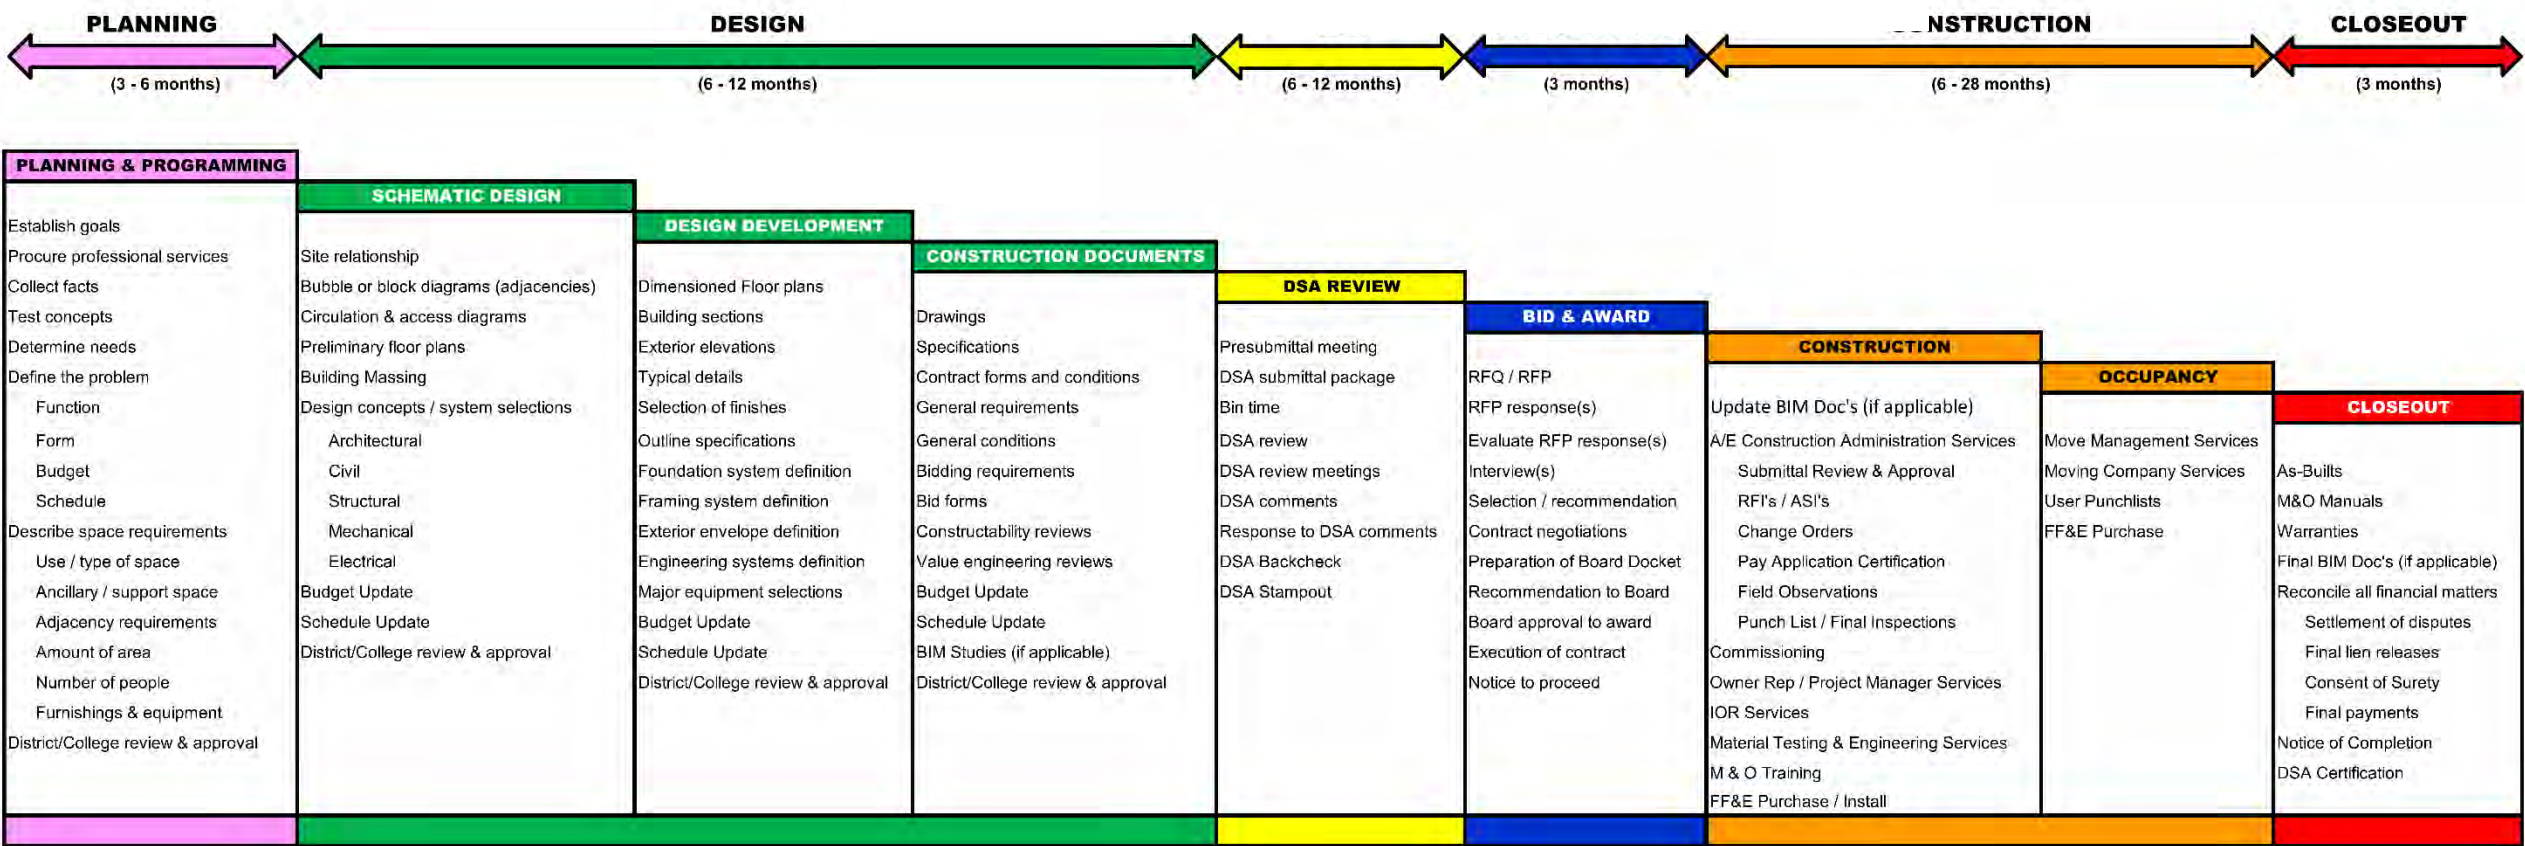 PLANNING
DESIGN
NSTRUCTION
CLOSEOUT
(3 - 6 months)
(6 - 12 months)
(6 - 12 months)
(3 months)
(6 - 28 months)
(3 months)
PLANNING & PROGRAMMING
Establish goals
Procure professional services
Collect facts
Test concepts
Determine needs
Define the problem
Function
Form
Budget
Schedule
Describe space requirements
Use / type of space
Ancillary / support space
Adjacency requirements
Amount of area
Number of people
Furnishings & equipment
District/College review & approval
SCHEMATIC DESIGN
Site relationship
Bubble or block diagrams (adjacencies)
Circulation & access diagrams
Preliminary floor plans
Building Massing
Design concepts / system selections
Architectural
Civil
Structural
Mechanical
Electrical
Budget Update
Schedule Update
District/College review & approval
DESIGN DEVELOPMENT
Dimensioned Floor plans
Building sections
Exterior elevations
Typical details
Selection of finishes
Outline specifications
Foundation system definition
Framing system definition
Exterior envelope definition
Engineering systems definition
Major equipment selections
Budget Update
Schedule Update
District/College review & approval
CONSTRUCTION DOCUMENTS
Drawings
Specifications
Contract forms and conditions
General requirements
General conditions
Bidding requirements
Bid forms
Constructability reviews
Value engineering reviews
Budget Update
Schedule Update
BIM Studies (if applicable)
District/College review & approval
DSA REVIEW
Presubmittal meeting
DSA submittal package
Bin time
DSA review
DSA review meetings
DSA comments
Response to DSA comments
DSA Backcheck
DSA Stampout
BID & AWARD
RFQ / RFP
RFP response(s)
Evaluate RFP response(s)
Interview(s)
Selection / recommendation
Contract negotiations
Preparation of Board Docket
Recommendation to Board
Board approval to award
Execution of contract
Notice to proceed
CONSTRUCTION
Update BIM Doc's (if applicable)
A/E Construction Administration Services
Submittal Review & Approval
RFI's / ASI's
Change Orders
Pay Application Certification
Field Observations
Punch List / Final Inspections
Commissioning
Owner Rep / Project Manager Services
IOR Services
Material Testing & Engineering Services
M & O Training
FF&E Purchase / Install
OCCUPANCY
Move Management Services
Moving Company Services
User Punchlists
FF&E Purchase
CLOSEOUT
As-Builts
M&O Manuals
Warranties
Final BIM Doc's (if applicable)
Reconcile all financial matters
Settlement of disputes
Final lien releases
Consent of Surety
Final payments
Notice of Completion
DSA Certification